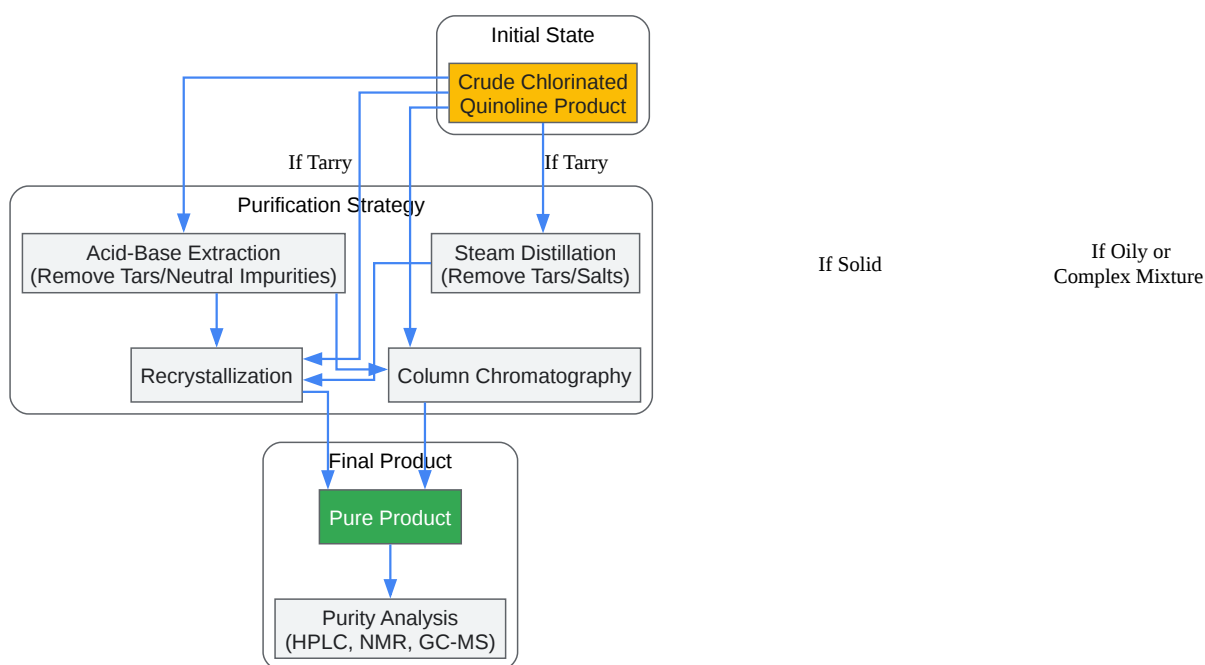 Initial State
Crude Chlorinated
Quinoline Product
If Tarry
If Tarry
Purification Strategy
Acid-Base Extraction
(Remove Tars/Neutral Impurities)
Steam Distillation
(Remove Tars/Salts)
If Solid
If Oily or
Complex Mixture
Recrystallization
Column Chromatography
Final Product
Pure Product
Purity Analysis
(HPLC, NMR, GC-MS)